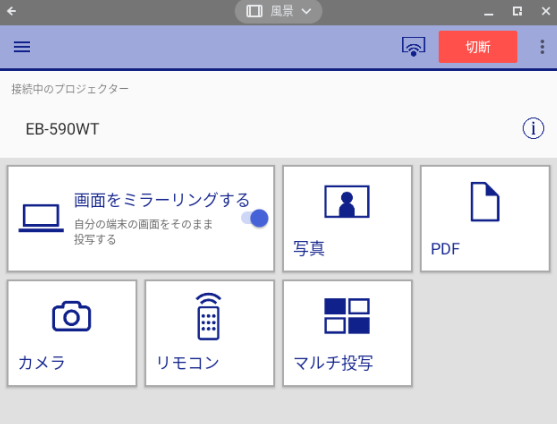 風景
切断
接続中のプロジェクター
EB-590WT
画面をミラーリングする
自分の端末の画面をそのまま
投写する
写真
PDF
カメラ
リモコン
マルチ投写